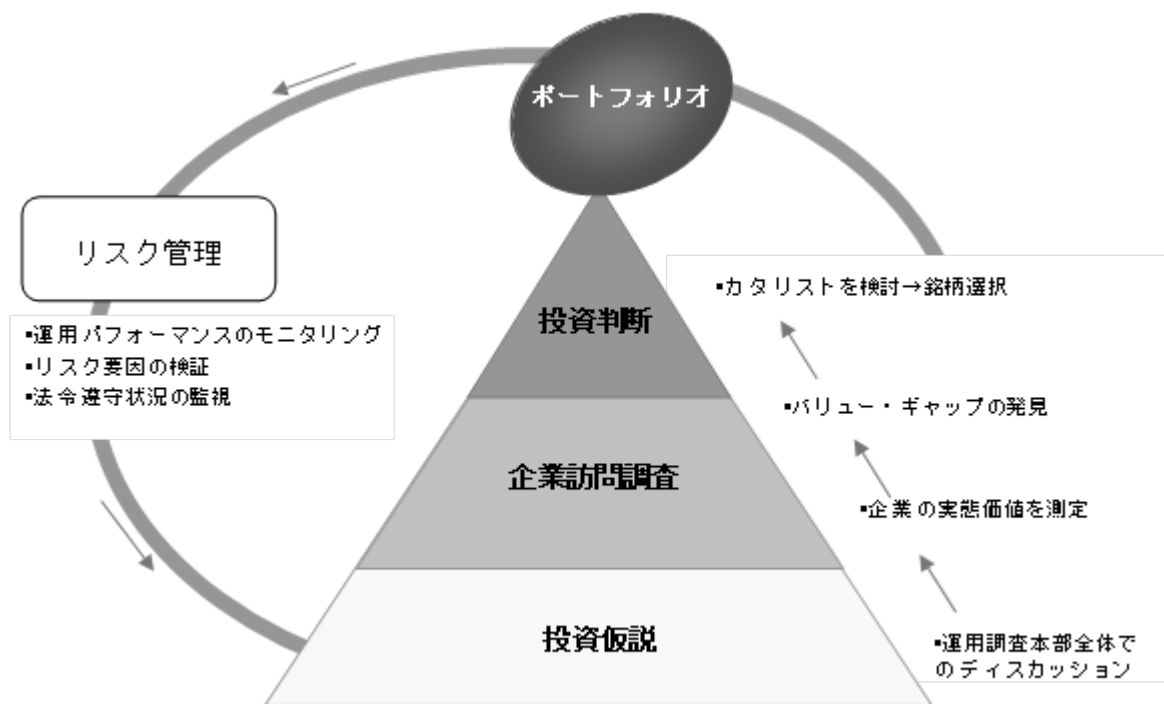 ポートフォリオ
リスク管理
▪運用パフォーマンスのモニタリング
▪リスク要因の検証
▪法令遵守状況の監視
投資判断
企業訪問調査
投資仮説
▪カタリストを検討→銘柄選択
▪バリュー・ギャップの発見
▪企業の実態価値を測定
▪運用調査本部全体で
のディスカッション